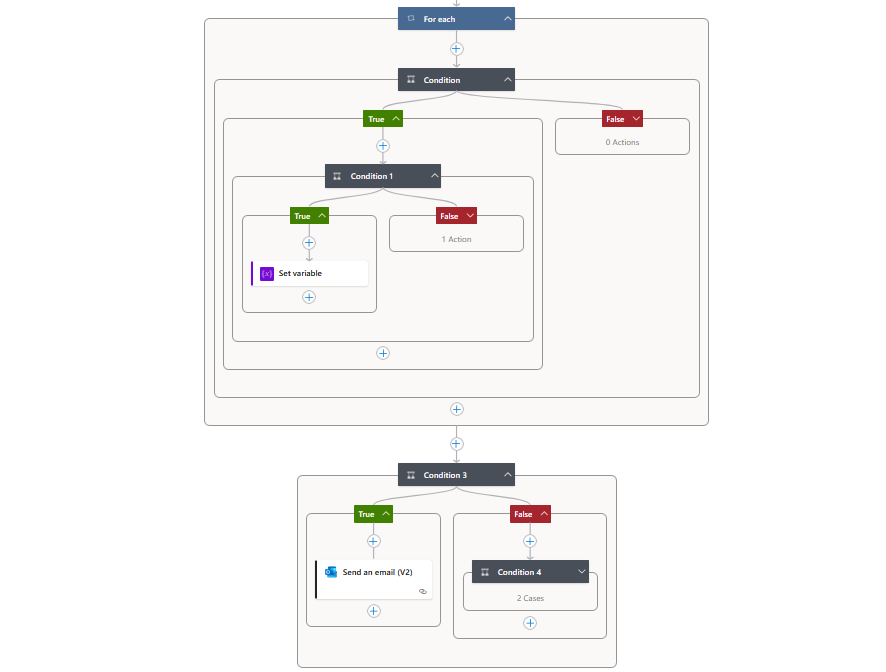 For each
Condition
True
False
0 Actions
Condition 1
True
False
1 Action
{x} Set variable
Condition 3
True
False
Send an email (V2)
Condition 4
2 Cases